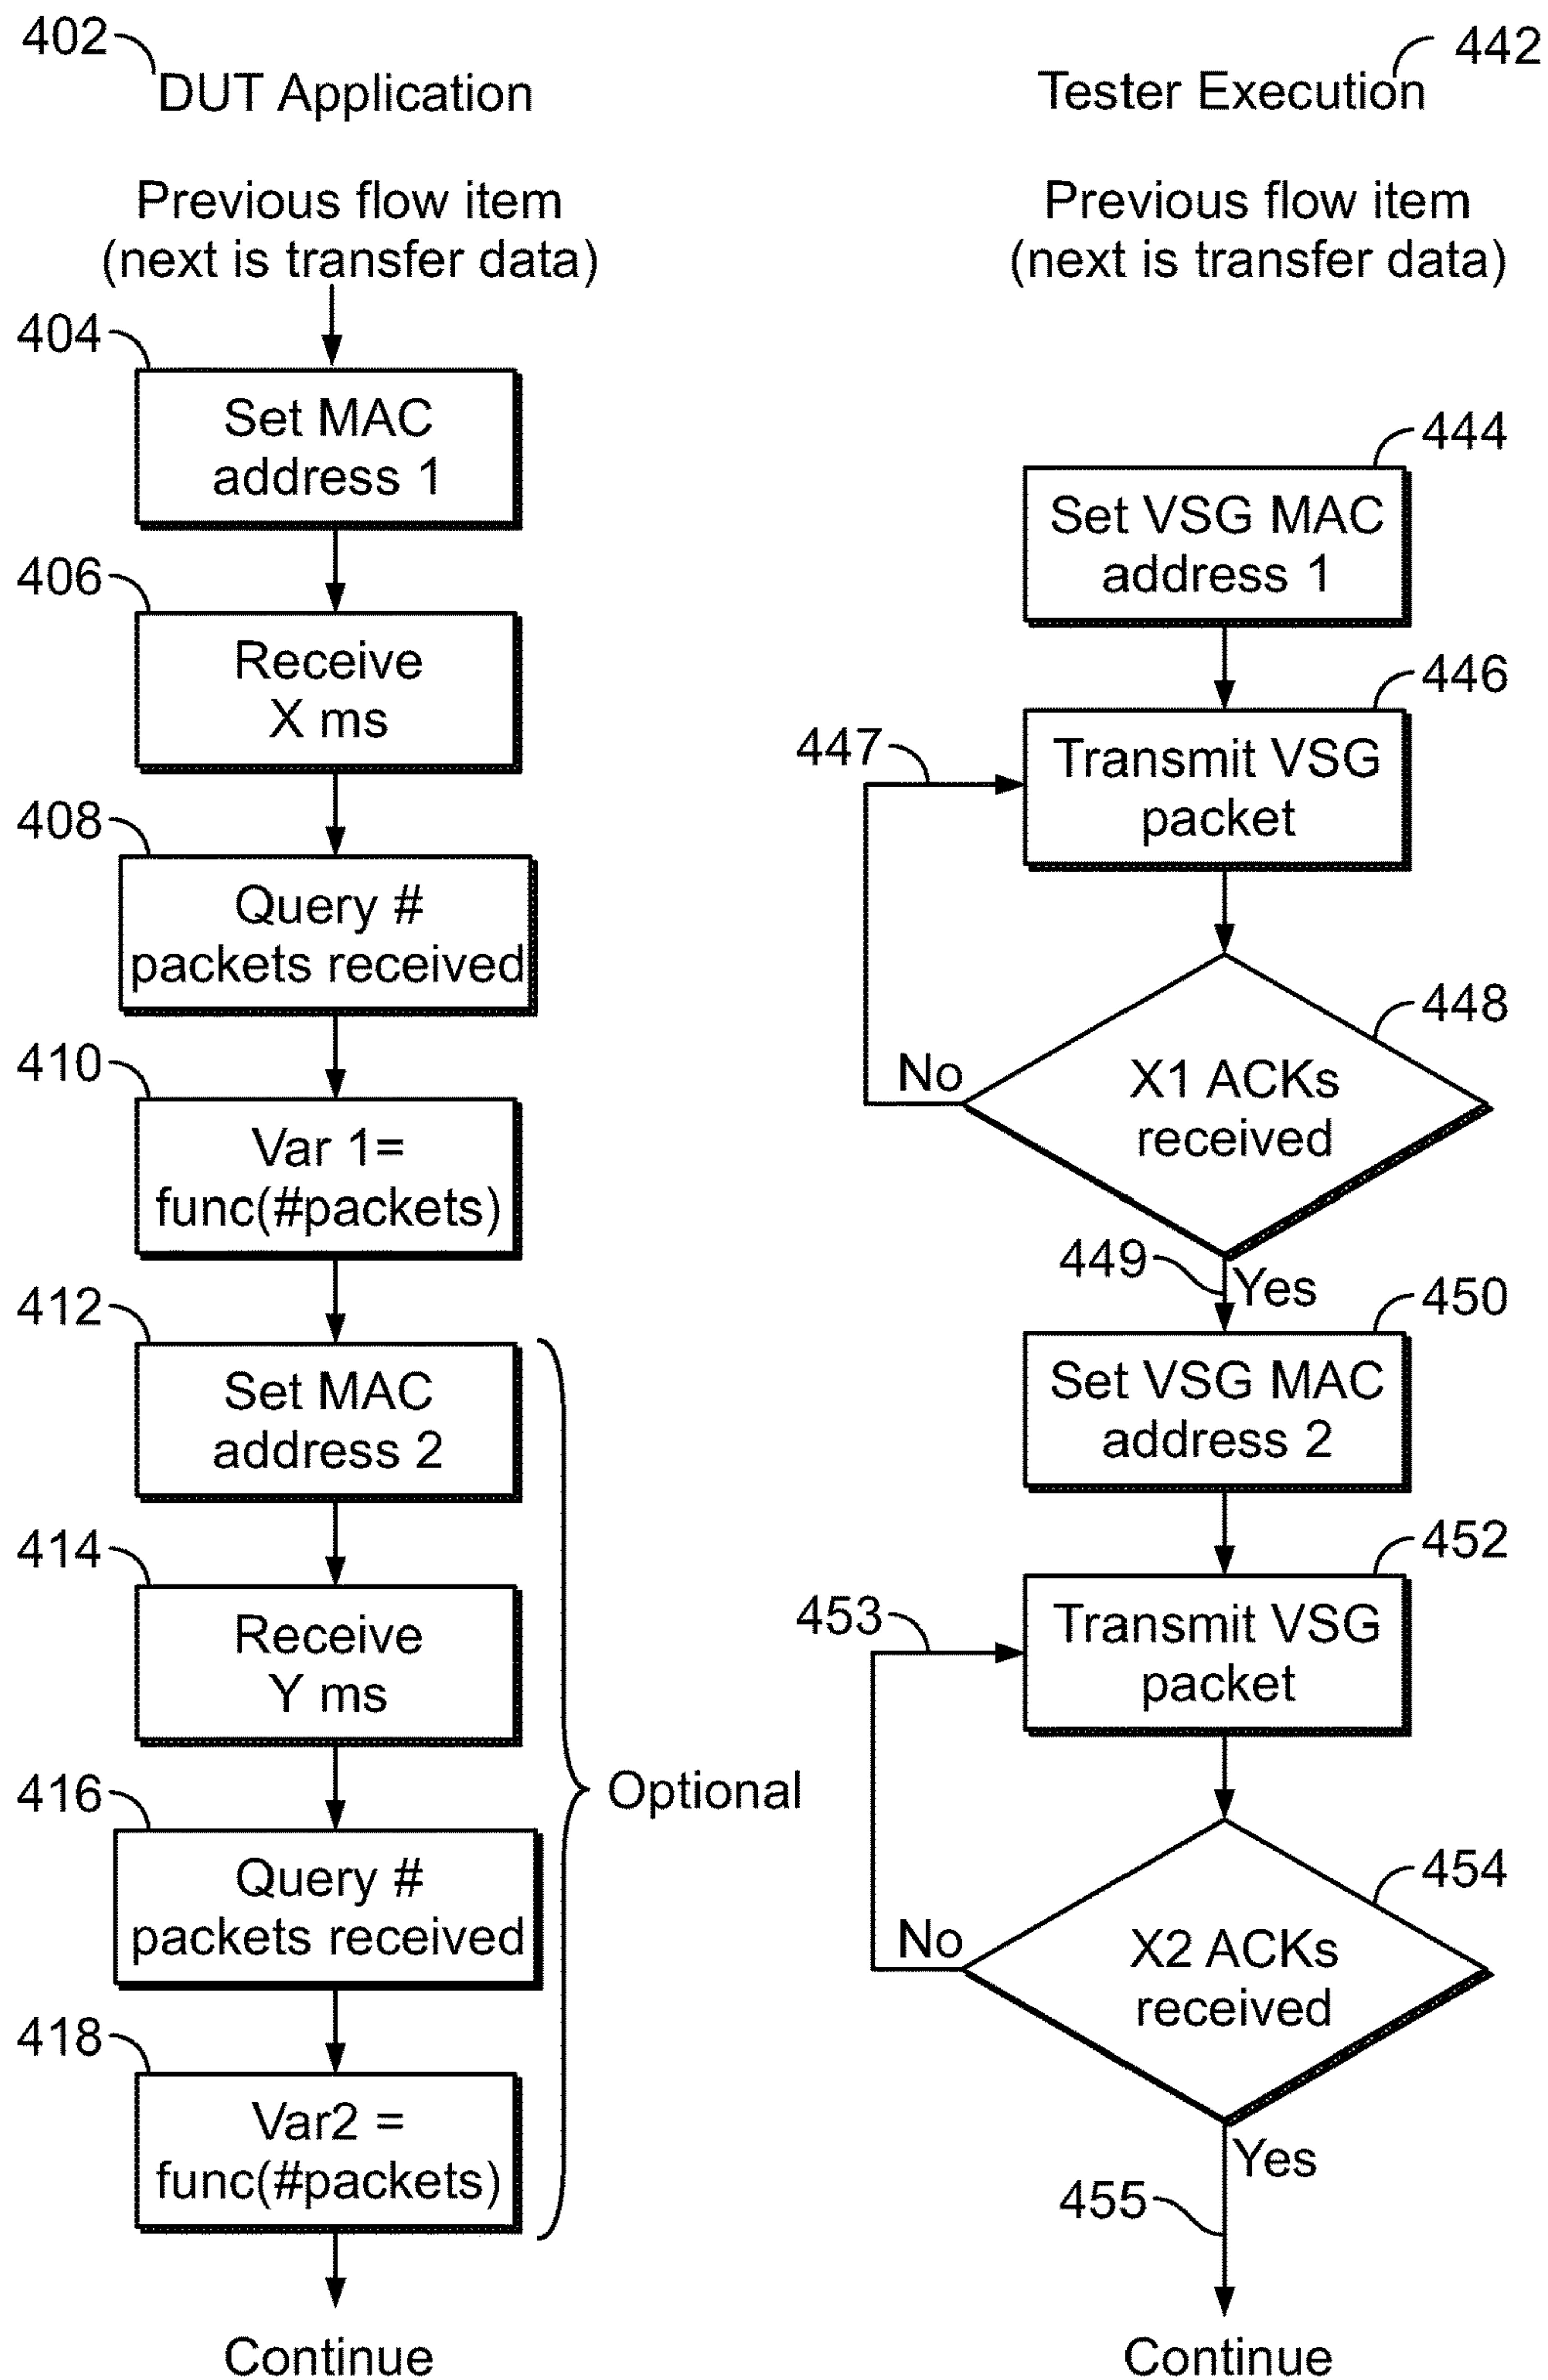 402
DUT Application
Previous flow item
(next is transfer data)
404
Set MAC
address 1
406
Receive
X ms
408
Query #
packets received
410
Var 1=
func(#packets)
412
Set MAC
address 2
414
Receive
Y ms
416
Query #
packets received
418
Var2 =
func(#packets)
Optional
Continue
442
Tester Execution
Previous flow item
(next is transfer data)
444
Set VSG MAC
address 1
446
447
Transmit VSG
packet
448
X1 ACKs
received
No
449
Yes
450
Set VSG MAC
address 2
452
453
Transmit VSG
packet
454
X2 ACKs
received
No
Yes
455
Continue